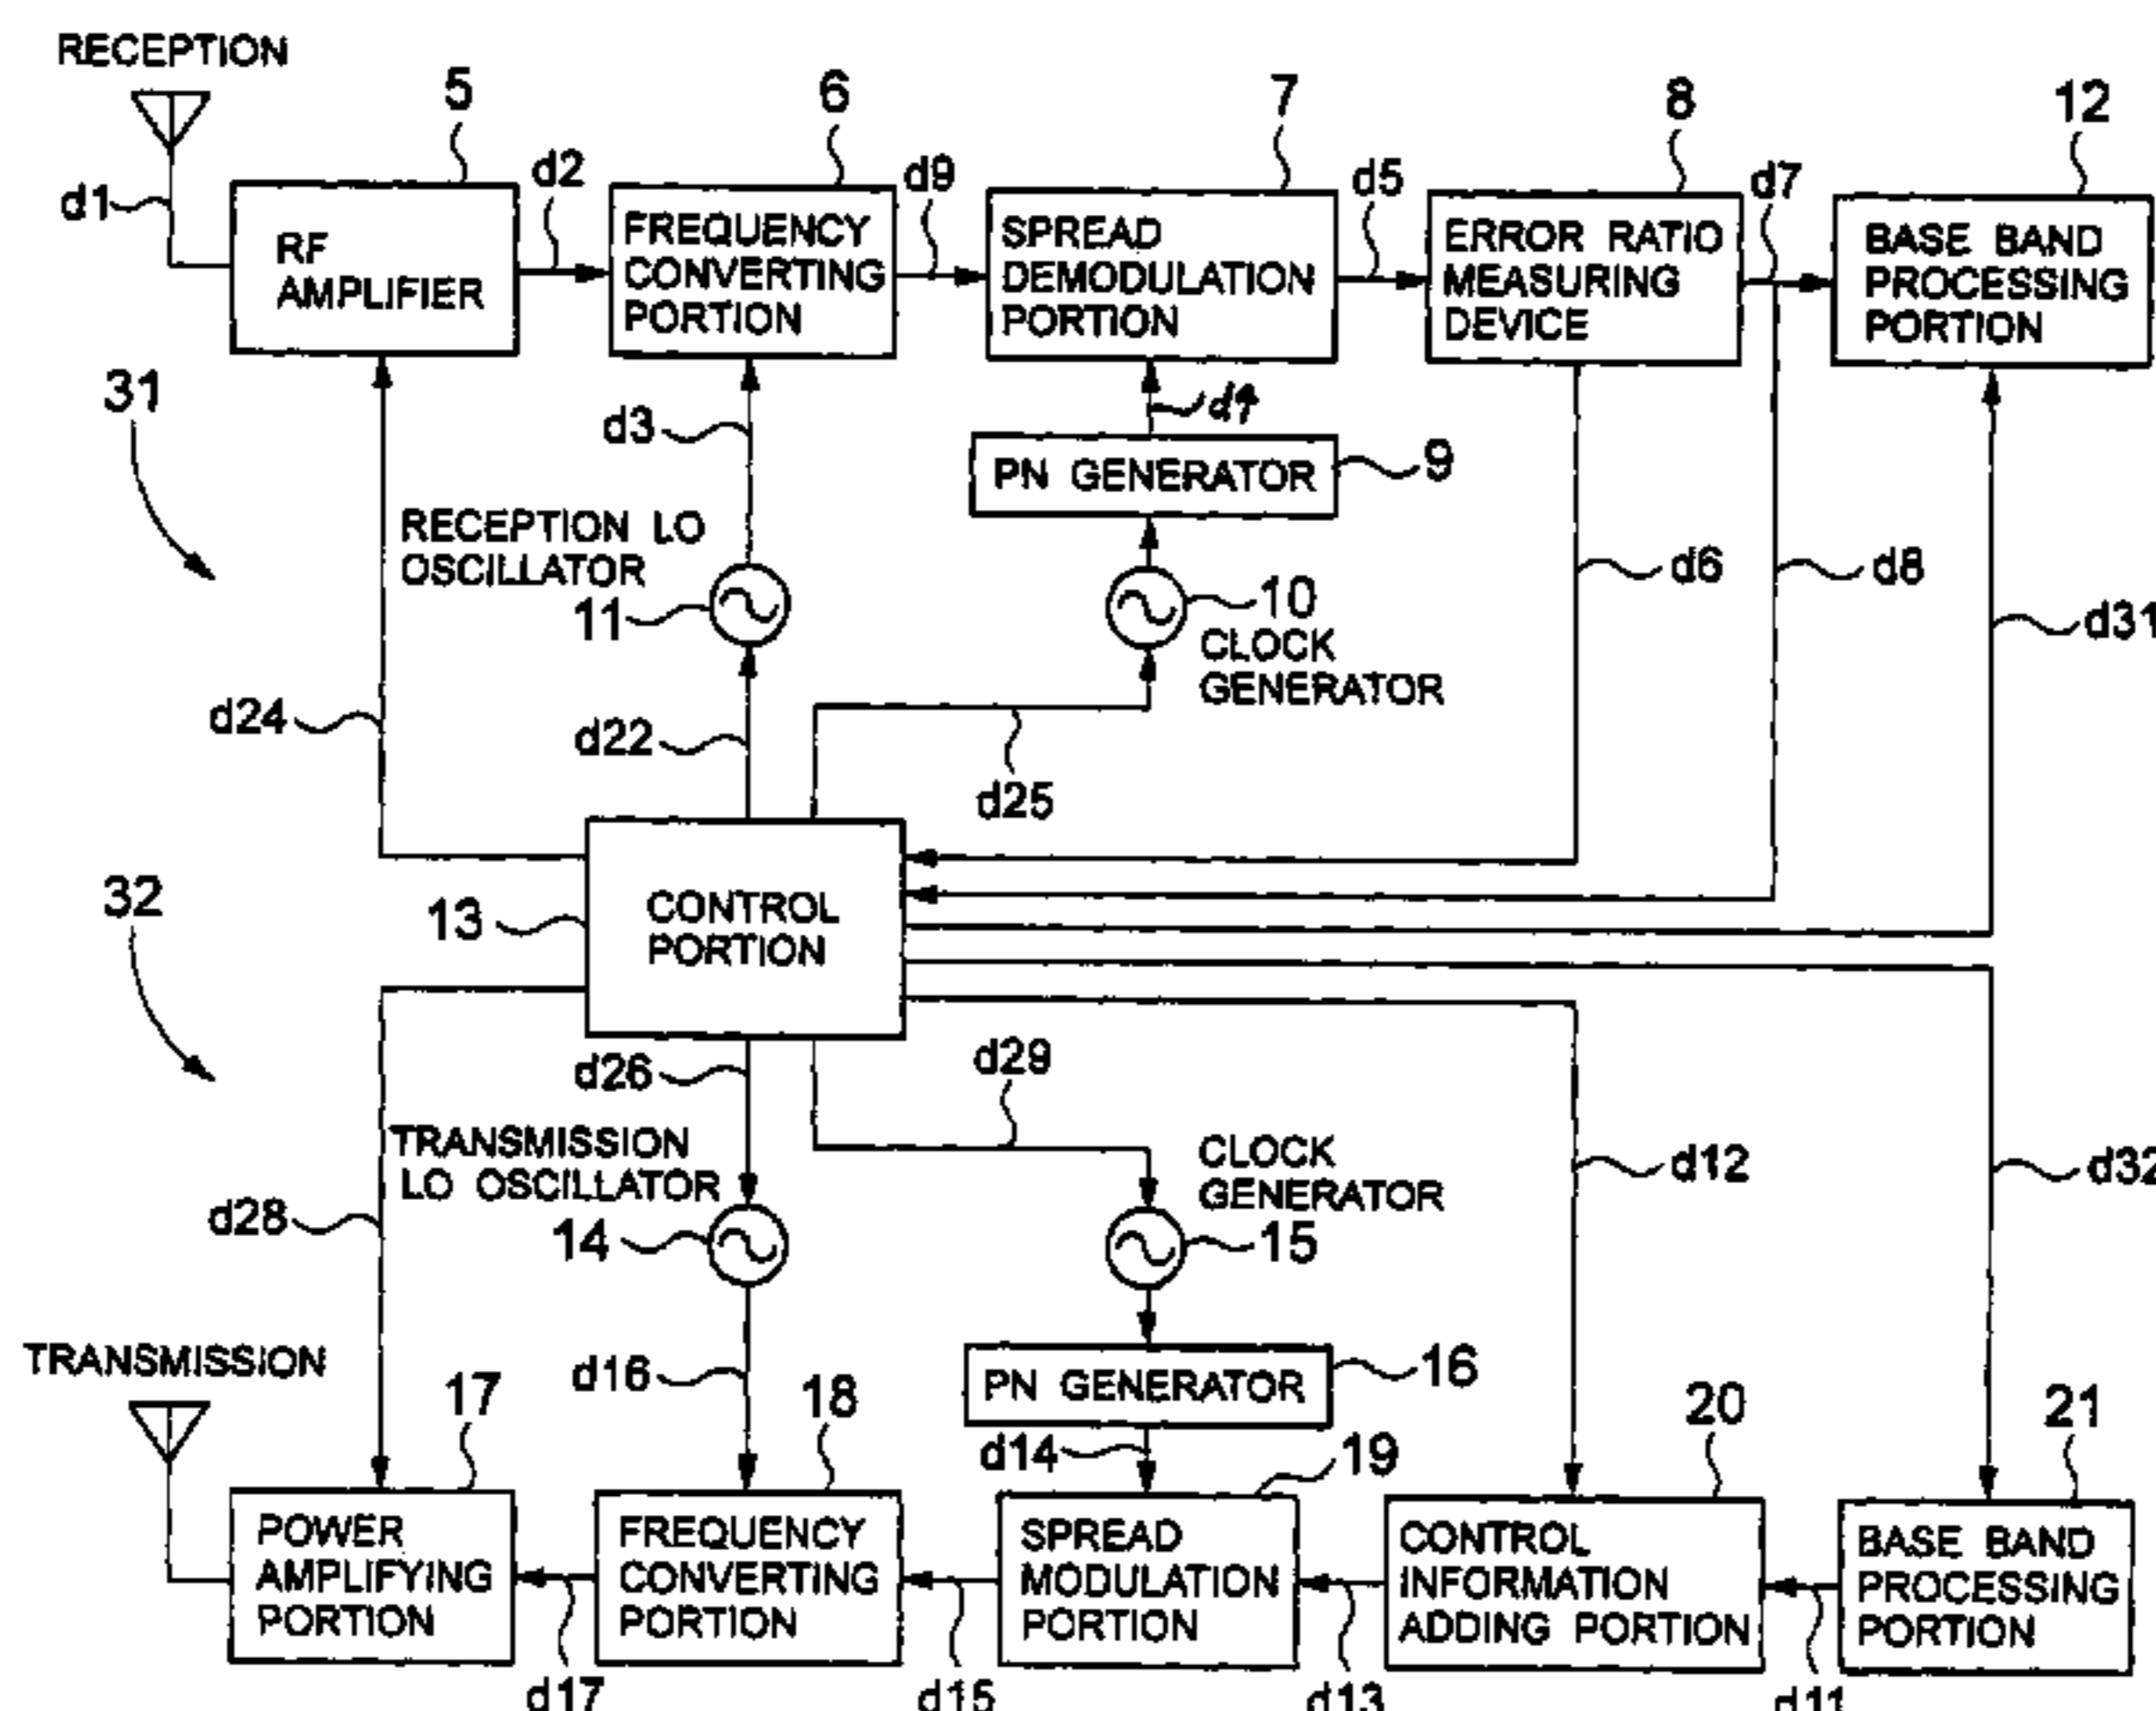 RECEPTION
5
6
7
8
12
d1
d2
d9
d5
d7
RF
AMPLIFIER
FREQUENCY
CONVERTING
PORTION
SPREAD
DEMODULATION
PORTION
ERROR RATIO
MEASURING
DEVICE
BASE BAND
PROCESSING
PORTION
31
d3
PN GENERATOR
9
RECEPTION LO
OSCILLATOR
11
10
CLOCK
GENERATOR
d6
d8
d31
d24
d22
d25
32
13
CONTROL
PORTION
d26
d29
TRANSMISSION
LO OSCILLATOR
14
CLOCK
GENERATOR
15
d12
d32
d28
TRANSMISSION
d16
PN GENERATOR
16
17
18
d14
19
20
21
POWER
AMPLIFYING
PORTION
FREQUENCY
CONVERTING
PORTION
SPREAD
MODULATION
PORTION
CONTROL
INFORMATION
ADDING PORTION
BASE BAND
PROCESSING
PORTION
d17
d15
d13
d11